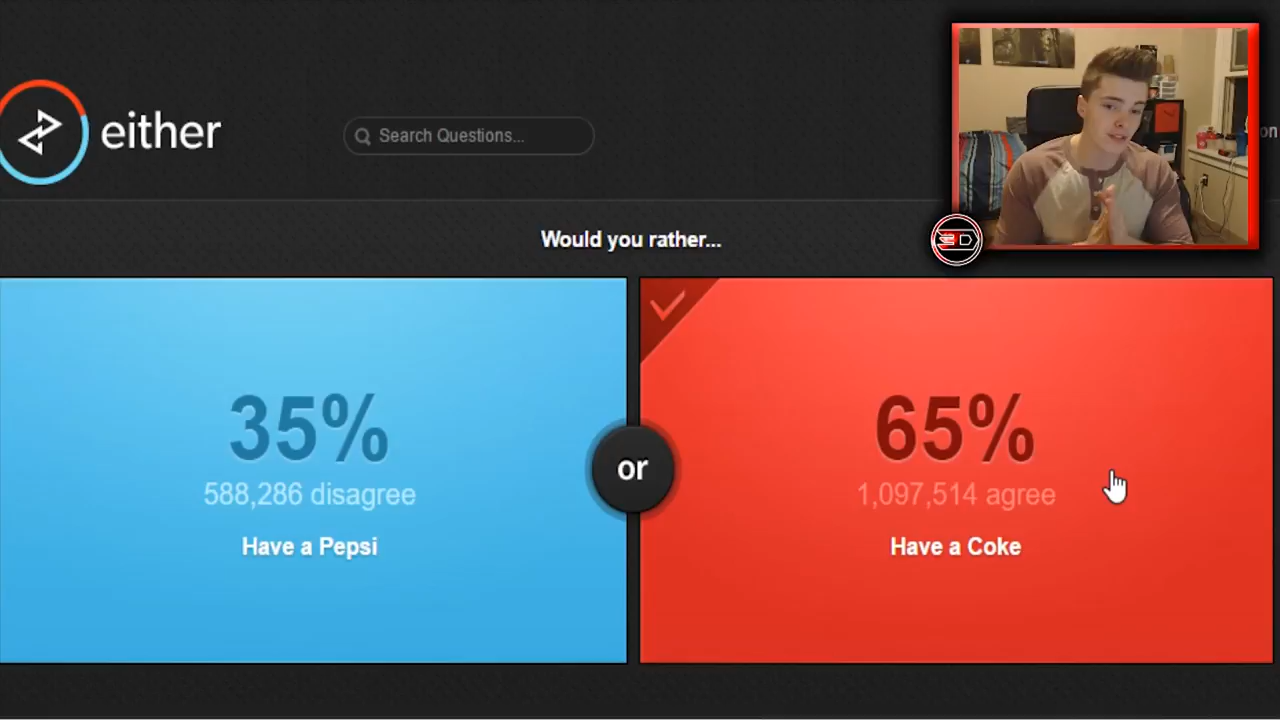 either
Search Questions...
on
Would you rather...
35%
588,286 disagree
Have a Pepsi
or
65%
1,097,514 agree
Have a Coke